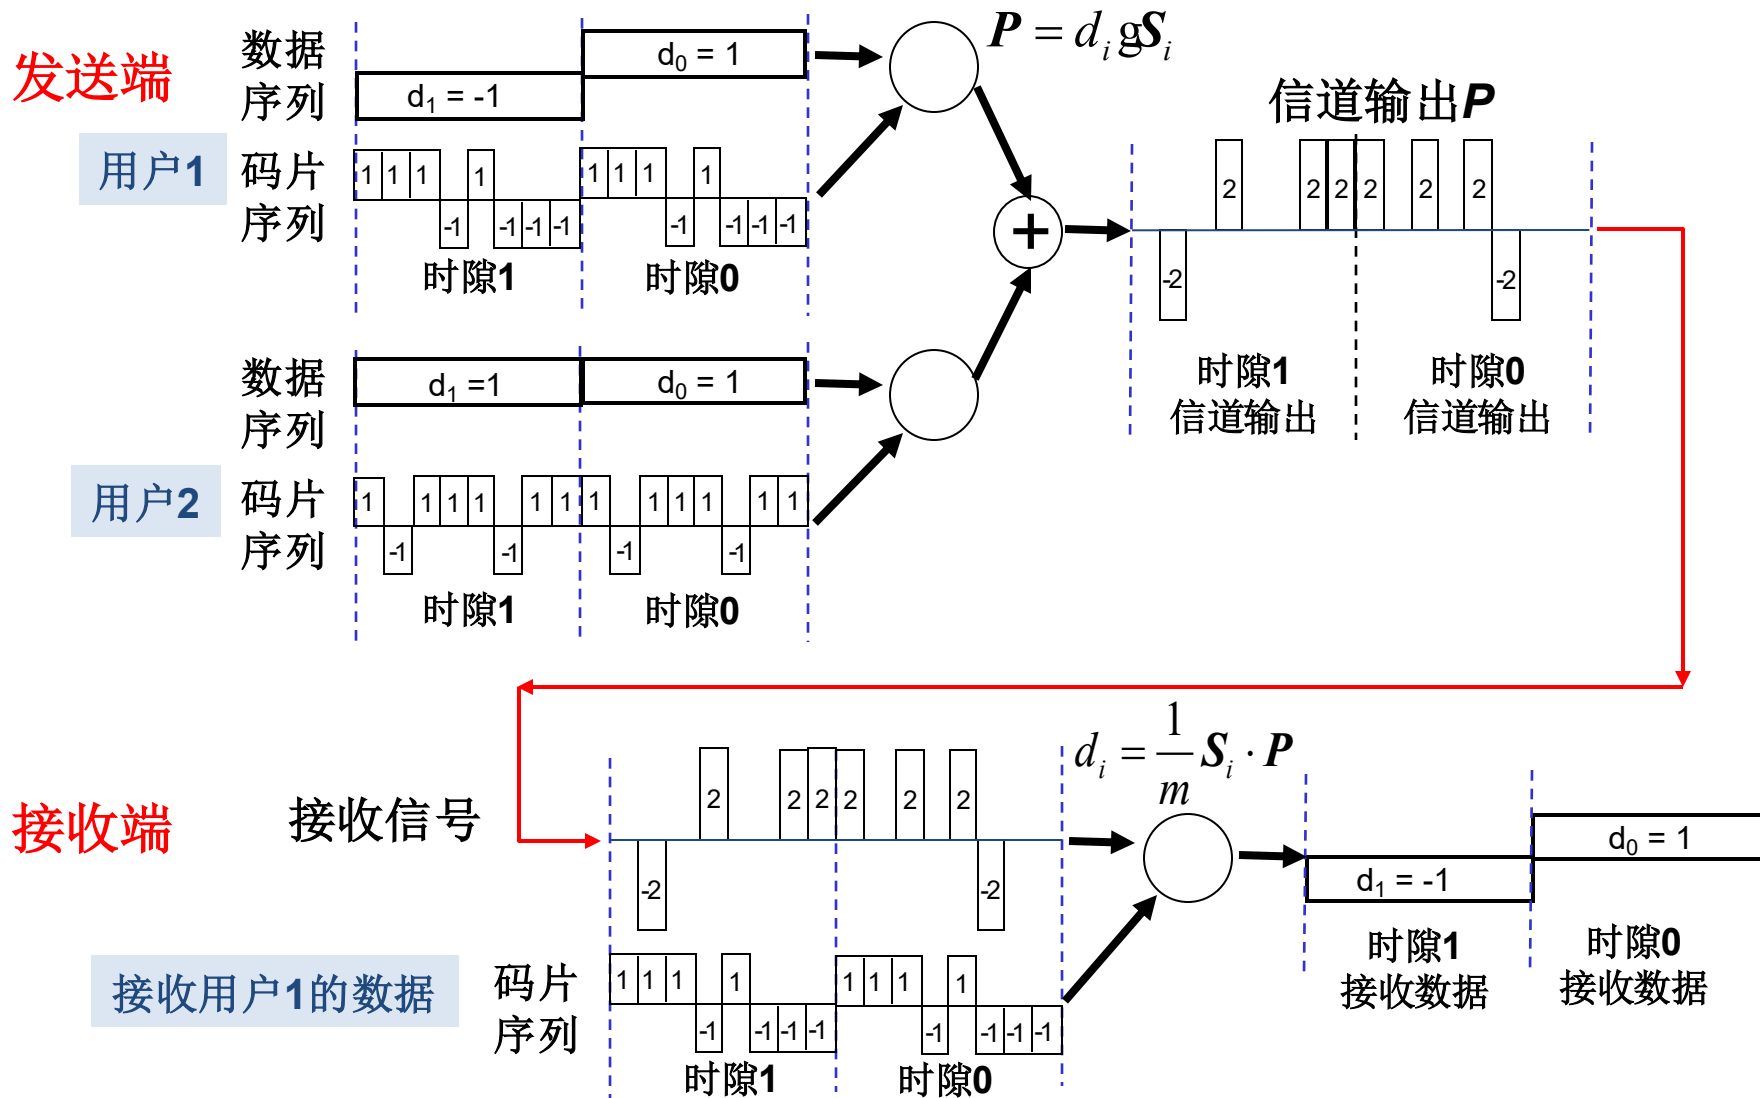 发送端
数据
序列
d₁ = -1
d₀ = 1
P = dᵢ g Sᵢ
用户1
码片
序列
1 1 1 -1 1 -1 -1 -1
1 1 1 -1 1 -1 -1 -1
时隙1
时隙0
+
信道输出P
-2 2 2 2
2 2 2 -2
时隙1
信道输出
时隙0
信道输出
数据
序列
d₁ =1
d₀ = 1
用户2
码片
序列
1 -1 1 1 1 -1 1 1
1 -1 1 1 1 -1 1 1
时隙1
时隙0
接收端
接收信号
-2 2 2 2
2 2 2 -2
dᵢ = 1/m Sᵢ · P
d₁ = -1
d₀ = 1
时隙1
接收数据
时隙0
接收数据
接收用户1的数据
码片
序列
1 1 1 -1 1 -1 -1 -1
1 1 1 -1 1 -1 -1 -1
时隙1
时隙0